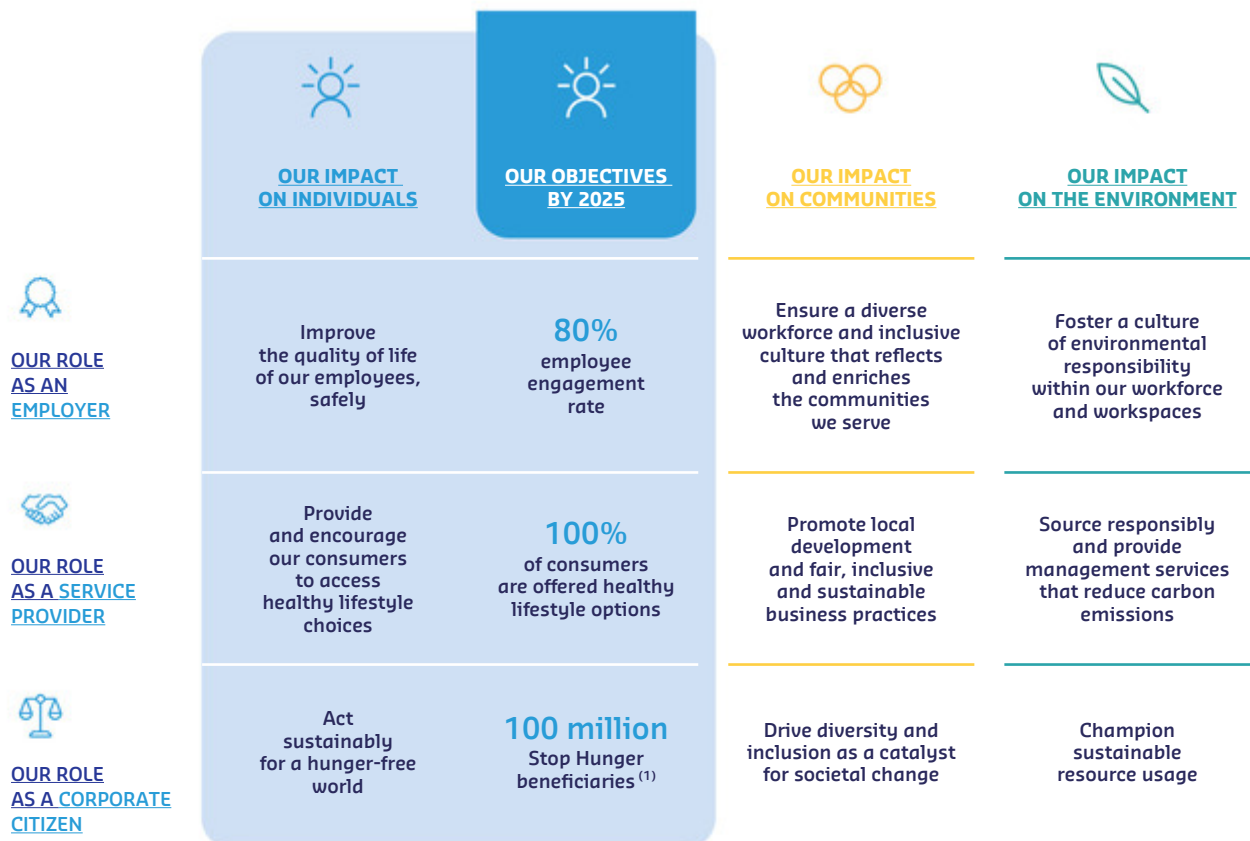 OUR IMPACT
ON INDIVIDUALS
OUR OBJECTIVES
BY 2025
OUR IMPACT
ON COMMUNITIES
OUR IMPACT
ON THE ENVIRONMENT
OUR ROLE
AS AN
EMPLOYER
Improve
the quality of life
of our employees,
safely
80%
employee
engagement
rate
Ensure a diverse
workforce and inclusive
culture that reflects
and enriches
the communities
we serve
Foster a culture
of environmental
responsibility
within our workforce
and workspaces
OUR ROLE
AS A SERVICE
PROVIDER
Provide
and encourage
our consumers
to access
healthy lifestyle
choices
100%
of consumers
are offered healthy
lifestyle options
Promote local
development
and fair, inclusive
and sustainable
business practices
Source responsibly
and provide
management services
that reduce carbon
emissions
OUR ROLE
AS A CORPORATE
CITIZEN
Act
sustainably
for a hunger-free
world
100 million
Stop Hunger
beneficiaries (1)
Drive diversity and
inclusion as a catalyst
for societal change
Champion
sustainable
resource usage